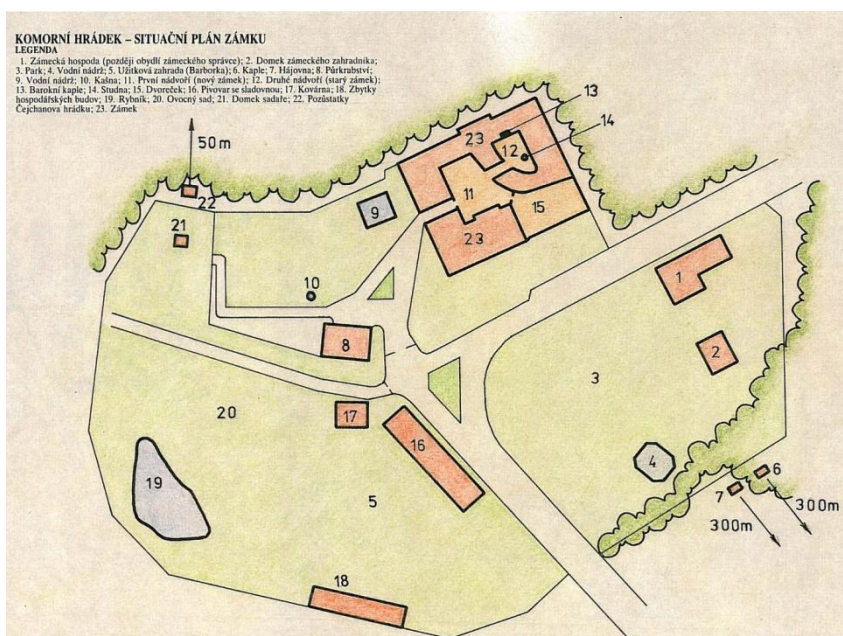 KOMORNÍ HRÁDEK – SITUAČNÍ PLÁN ZÁMKU
LEGENDA
1. Zámecká hospoda (později obydlí zámeckého správce); 2. Domek zámeckého zahradníka;
3. Park; 4. Vodní nádrž; 5. Užitková zahrada (Barborka); 6. Kaple; 7. Hájovna; 8. Púrkrabství;
9. Vodní nádrž; 10. Kašna; 11. První nádvoří (nový zámek); 12. Druhé nádvoří (starý zámek);
13. Barokní kaple; 14. Studna; 15. Dvoreček; 16. Pivovar se sladovnou; 17. Kovárna; 18. Zbytky
hospodářských budov; 19. Rybník; 20. Ovocný sad; 21. Domek sadaře; 22. Pozůstatky
Čejchanova hrádku; 23. Zámek
13
50m
23
12
14
22
11
9
15
21
23
1
10
8
2
3
20
17
16
4
6
19
7
5
300m
300m
18